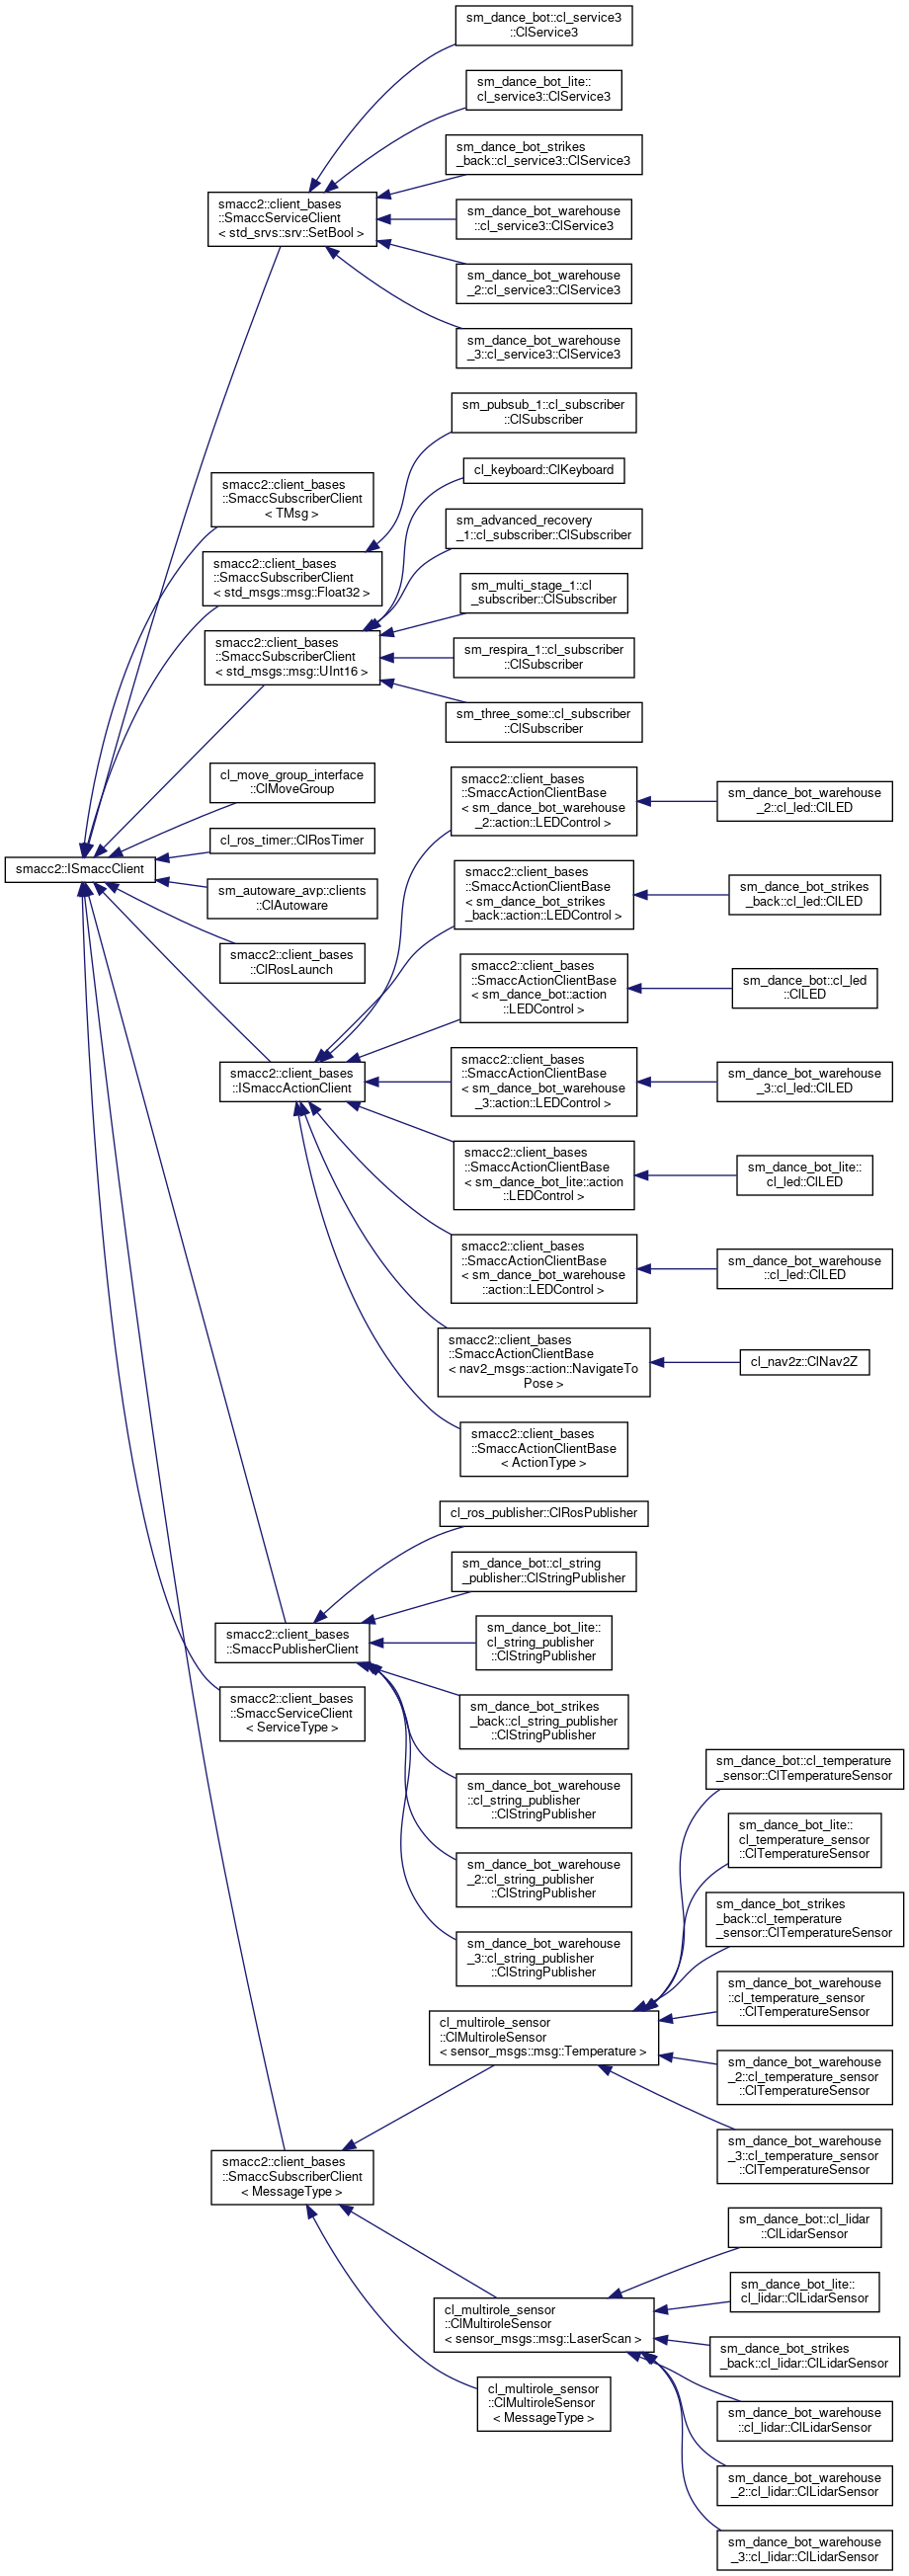 sm_dance_bot::cl_service3
::ClService3
sm_dance_bot_lite::
cl_service3::ClService3
sm_dance_bot_strikes
_back::cl_service3::ClService3
smacc2::client_bases
::SmaccServiceClient
< std_srvs::srv::SetBool >
sm_dance_bot_warehouse
::cl_service3::ClService3
sm_dance_bot_warehouse
_2::cl_service3::ClService3
sm_dance_bot_warehouse
_3::cl_service3::ClService3
sm_pubsub_1::cl_subscriber
::ClSubscriber
cl_keyboard::ClKeyboard
smacc2::client_bases
::SmaccSubscriberClient
< TMsg >
sm_advanced_recovery
_1::cl_subscriber::ClSubscriber
smacc2::client_bases
::SmaccSubscriberClient
< std_msgs::msg::Float32 >
sm_multi_stage_1::cl
_subscriber::ClSubscriber
smacc2::client_bases
::SmaccSubscriberClient
< std_msgs::msg::UInt16 >
sm_respira_1::cl_subscriber
::ClSubscriber
sm_three_some::cl_subscriber
::ClSubscriber
cl_move_group_interface
::ClMoveGroup
smacc2::client_bases
::SmaccActionClientBase
< sm_dance_bot_warehouse
_2::action::LEDControl >
sm_dance_bot_warehouse
_2::cl_led::ClLED
cl_ros_timer::ClRosTimer
smacc2::ISmaccClient
sm_autoware_avp::clients
::ClAutoware
smacc2::client_bases
::SmaccActionClientBase
< sm_dance_bot_strikes
_back::action::LEDControl >
sm_dance_bot_strikes
_back::cl_led::ClLED
smacc2::client_bases
::ClRosLaunch
smacc2::client_bases
::SmaccActionClientBase
< sm_dance_bot::action
::LEDControl >
sm_dance_bot::cl_led
::ClLED
smacc2::client_bases
::ISmaccActionClient
smacc2::client_bases
::SmaccActionClientBase
< sm_dance_bot_warehouse
_3::action::LEDControl >
sm_dance_bot_warehouse
_3::cl_led::ClLED
smacc2::client_bases
::SmaccActionClientBase
< sm_dance_bot_lite::action
::LEDControl >
sm_dance_bot_lite::
cl_led::ClLED
smacc2::client_bases
::SmaccActionClientBase
< sm_dance_bot_warehouse
::action::LEDControl >
sm_dance_bot_warehouse
::cl_led::ClLED
smacc2::client_bases
::SmaccActionClientBase
< nav2_msgs::action::NavigateTo
Pose >
cl_nav2z::ClNav2Z
smacc2::client_bases
::SmaccActionClientBase
< ActionType >
cl_ros_publisher::ClRosPublisher
sm_dance_bot::cl_string
_publisher::ClStringPublisher
smacc2::client_bases
::SmaccPublisherClient
sm_dance_bot_lite::
cl_string_publisher
::ClStringPublisher
smacc2::client_bases
::SmaccServiceClient
< ServiceType >
sm_dance_bot_strikes
_back::cl_string_publisher
::ClStringPublisher
sm_dance_bot_warehouse
::cl_string_publisher
::ClStringPublisher
sm_dance_bot::cl_temperature
_sensor::ClTemperatureSensor
sm_dance_bot_lite::
cl_temperature_sensor
::ClTemperatureSensor
sm_dance_bot_warehouse
_2::cl_string_publisher
::ClStringPublisher
sm_dance_bot_strikes
_back::cl_temperature
_sensor::ClTemperatureSensor
sm_dance_bot_warehouse
_3::cl_string_publisher
::ClStringPublisher
sm_dance_bot_warehouse
::cl_temperature_sensor
::ClTemperatureSensor
cl_multirole_sensor
::ClMultiroleSensor
< sensor_msgs::msg::Temperature >
sm_dance_bot_warehouse
_2::cl_temperature_sensor
::ClTemperatureSensor
sm_dance_bot_warehouse
_3::cl_temperature_sensor
::ClTemperatureSensor
smacc2::client_bases
::SmaccSubscriberClient
< MessageType >
sm_dance_bot::cl_lidar
::ClLidarSensor
sm_dance_bot_lite::
cl_lidar::ClLidarSensor
cl_multirole_sensor
::ClMultiroleSensor
< sensor_msgs::msg::LaserScan >
sm_dance_bot_strikes
_back::cl_lidar::ClLidarSensor
cl_multirole_sensor
::ClMultiroleSensor
< MessageType >
sm_dance_bot_warehouse
::cl_lidar::ClLidarSensor
sm_dance_bot_warehouse
_2::cl_lidar::ClLidarSensor
sm_dance_bot_warehouse
_3::cl_lidar::ClLidarSensor